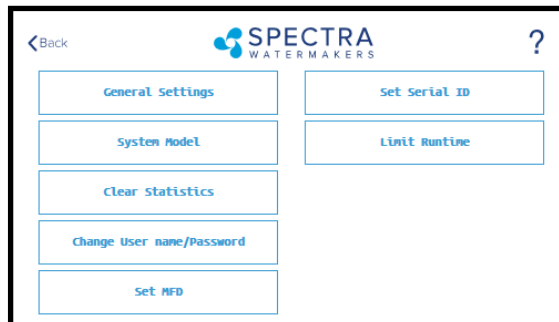 Back
SPECTRA
WATERMAKERS
?
General Settings
Set Serial ID
System Model
Limit Runtime
Clear Statistics
Change User name/Password
Set MFD